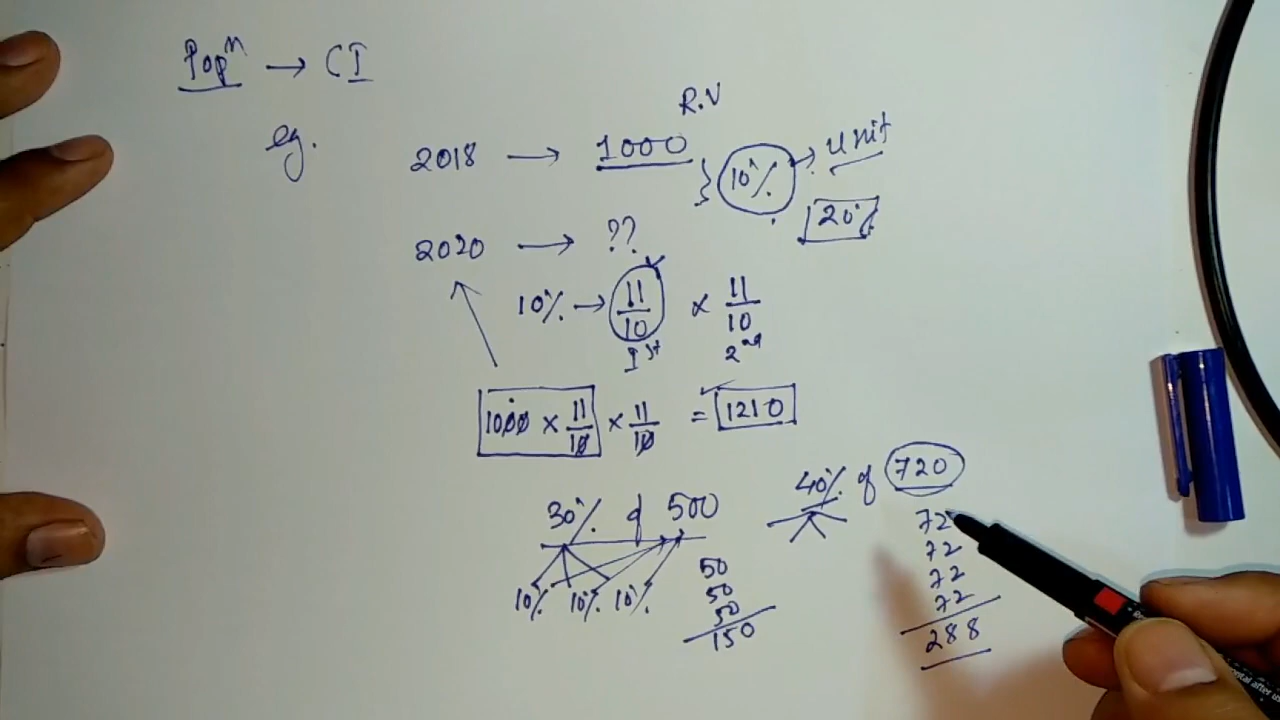 Popⁿ → CI
R.V
eg. 2018 → 1000 } 10% → unit
20%
2020 → ??
10% → 11/10 × 11/10
1st 2nd
1000 × 11/10 × 11/10 = 1210
30% of 500
40% of 720
10% 10% 10%
50
50
50
150
72
72
72
72
288